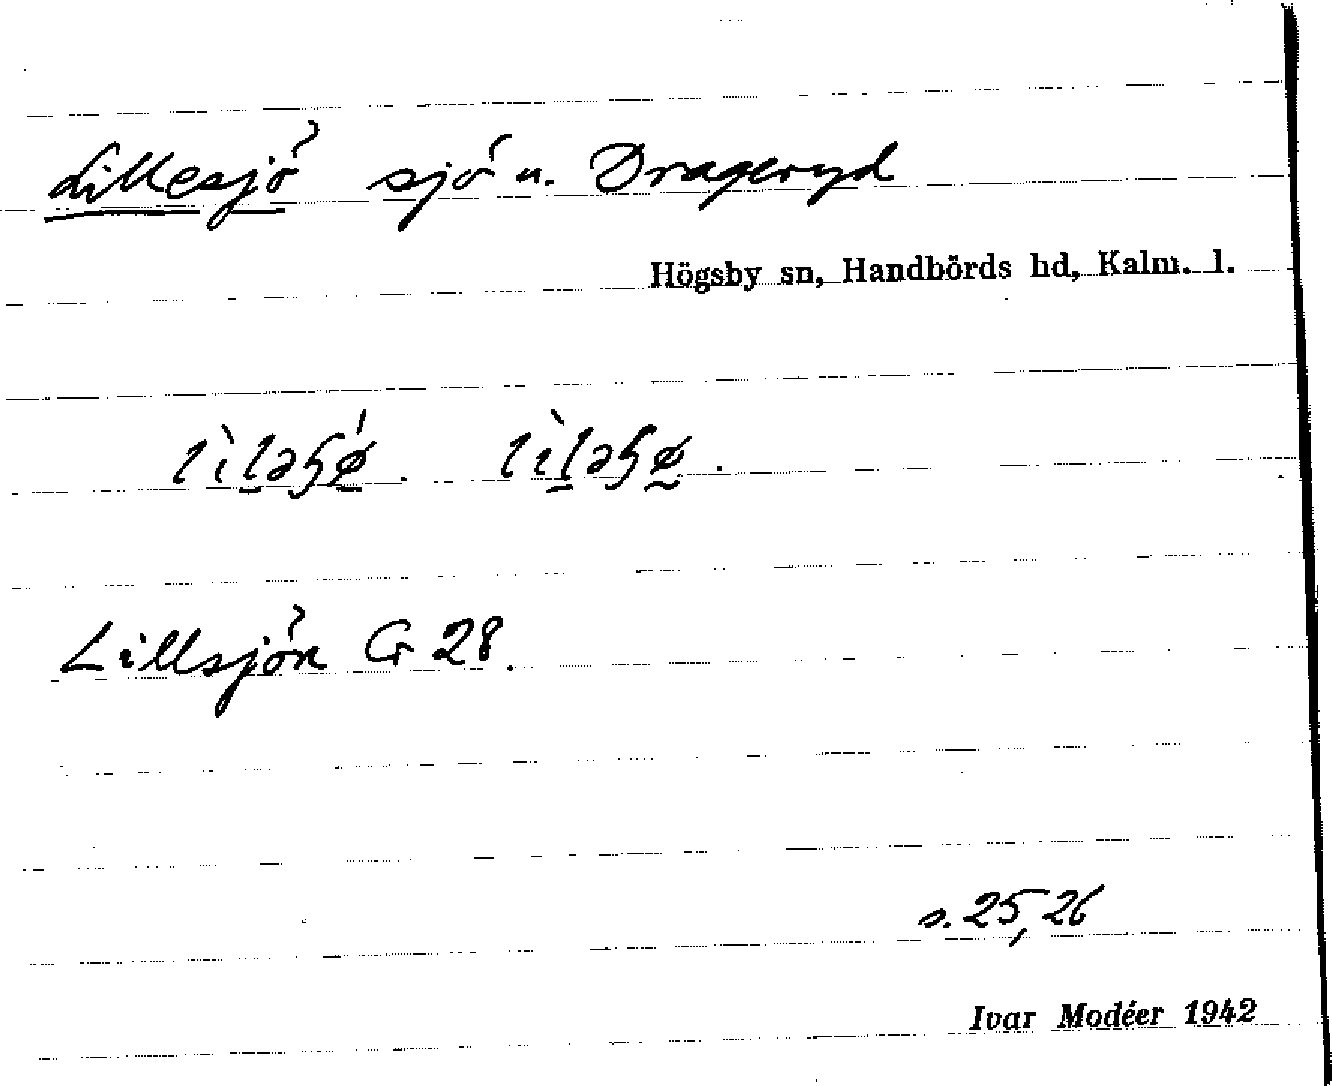 Lillesjö sjö u. Drageryd
Högsby sn, Handbörds hd, Kalm. l.
Lillsjön G 28.
s. 25, 26
Ivar Modéer 1942